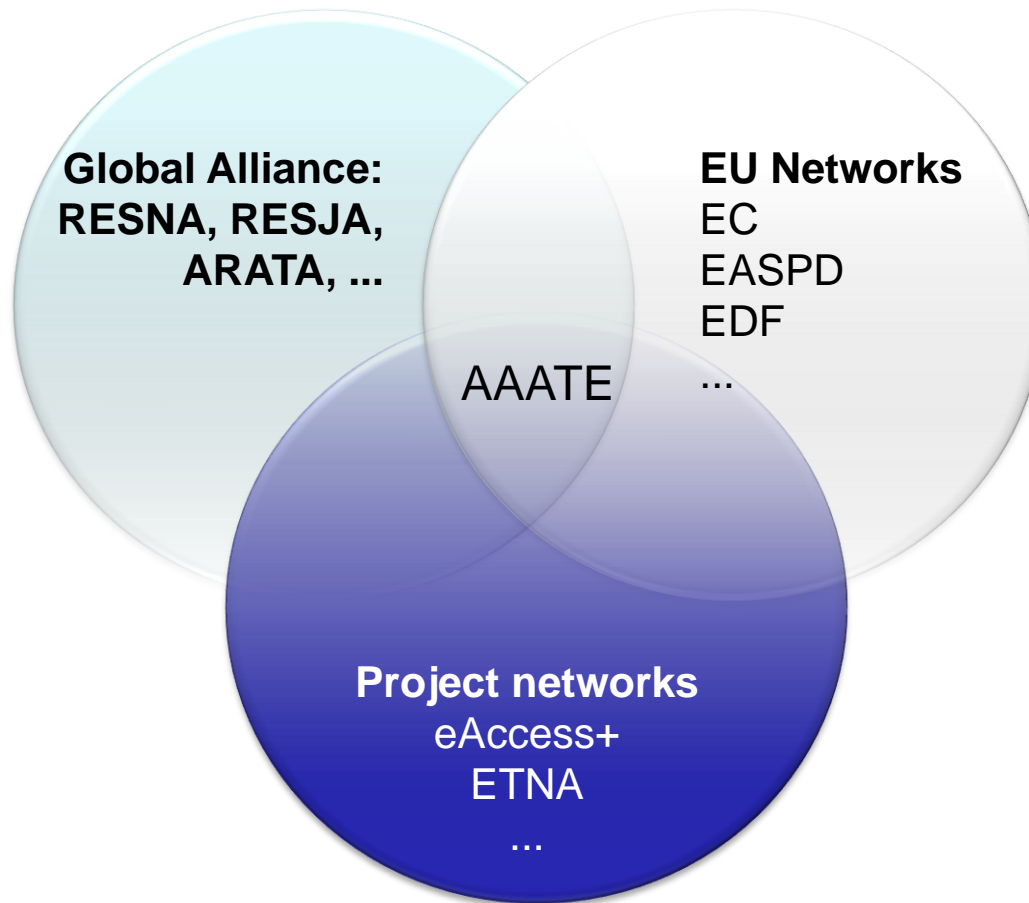 Global Alliance:
RESNA, RESJA,
ARATA, ...
EU Networks
EC
EASPD
EDF
...
AAATE
Project networks
eAccess+
ETNA
...